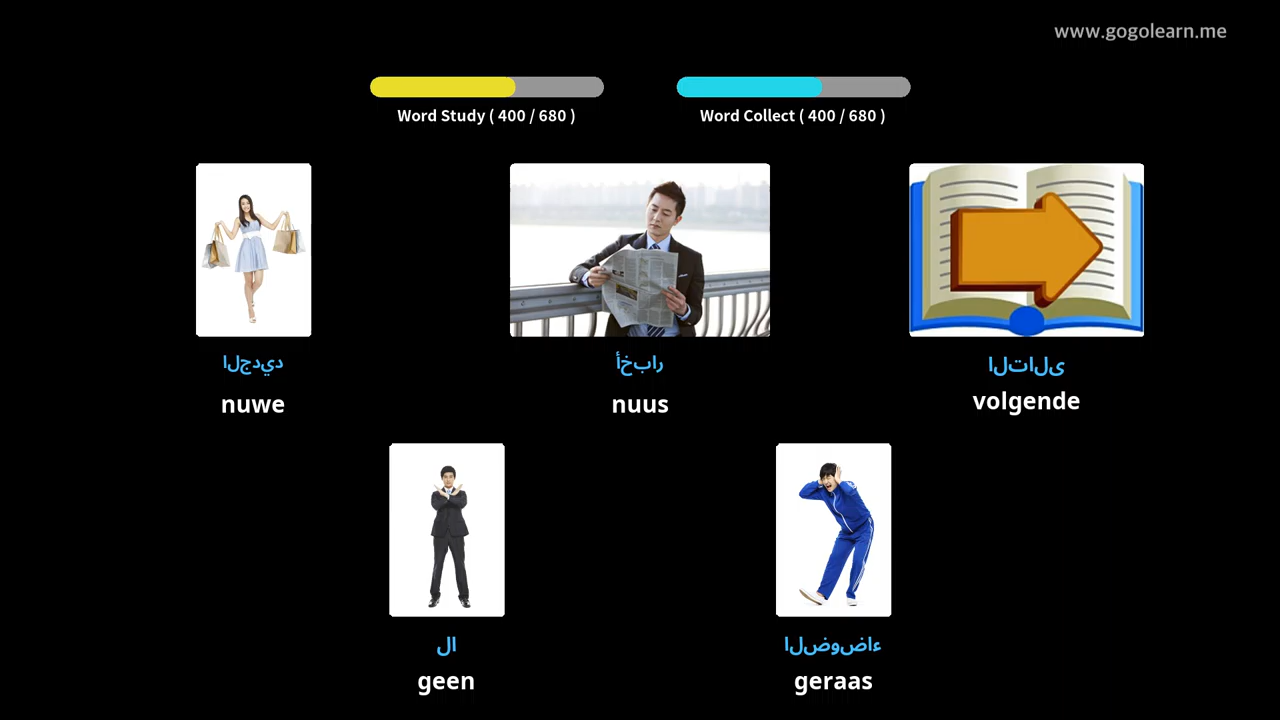 www.gogolearn.me
Word Study ( 400 / 680 )
Word Collect ( 400 / 680 )
الجديد
nuwe
أخبار
nuus
التالى
volgende
لا
geen
الضوضاء
geraas